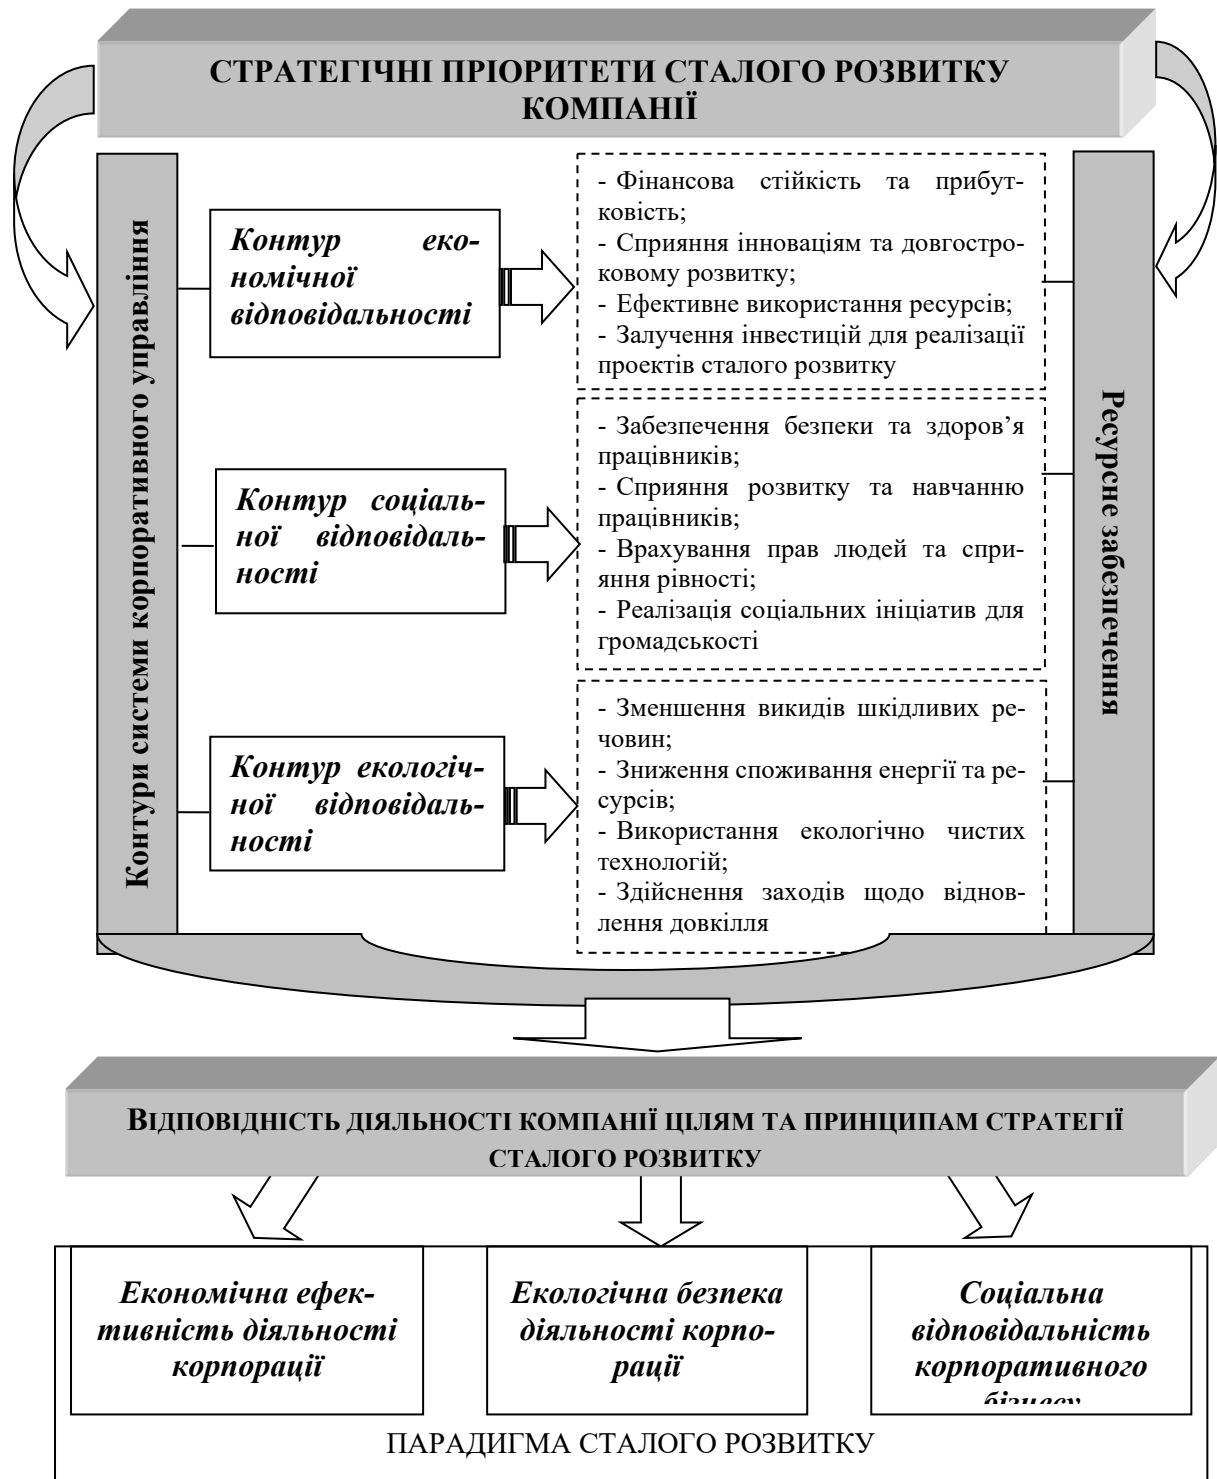 СТРАТЕГІЧНІ ПРІОРИТЕТИ СТАЛОГО РОЗВИТКУ
КОМПАНІЇ
Контури системи корпоративного управління
Контур еко-
номічної
відповідальності
- Фінансова стійкість та прибут-
ковість;
- Сприяння інноваціям та довгостро-
ковому розвитку;
- Ефективне використання ресурсів;
- Залучення інвестицій для реалізації
проектів сталого розвитку
Контур соціаль-
ної відповідаль-
ності
- Забезпечення безпеки та здоров’я
працівників;
- Сприяння розвитку та навчанню
працівників;
- Врахування прав людей та спри-
яння рівності;
- Реалізація соціальних ініціатив для
громадськості
Контур екологіч-
ної відповідаль-
ності
- Зменшення викидів шкідливих ре-
човин;
- Зниження споживання енергії та ре-
сурсів;
- Використання екологічно чистих
технологій;
- Здійснення заходів щодо віднов-
лення довкілля
Ресурсне забезпечення
ВІДПОВІДНІСТЬ ДІЯЛЬНОСТІ КОМПАНІЇ ЦІЛЯМ ТА ПРИНЦИПАМ СТРАТЕГІЇ
СТАЛОГО РОЗВИТКУ
Економічна ефек-
тивність діяльності
корпорації
Екологічна безпека
діяльності корпо-
рації
Соціальна
відповідальність
корпоративного
бізнесу
ПАРАДИГМА СТАЛОГО РОЗВИТКУ